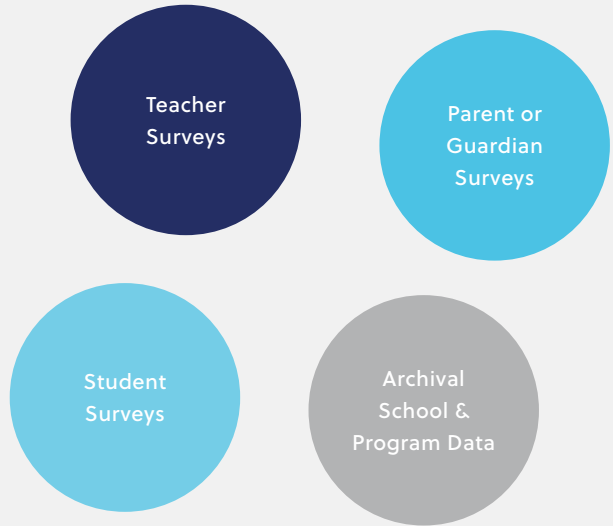 Teacher
Surveys
Parent or
Guardian
Surveys
Student
Surveys
Archival
School &
Program Data